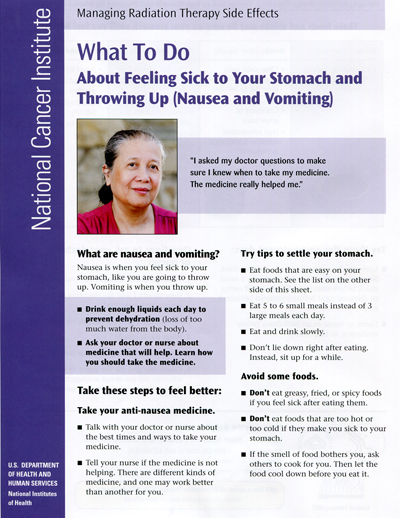 Managing Radiation Therapy Side Effects
National Cancer Institute
What To Do
About Feeling Sick to Your Stomach and
Throwing Up (Nausea and Vomiting)
"I asked my doctor questions to make
sure I knew when to take my medicine.
The medicine really helped me."
What are nausea and vomiting?
Nausea is when you feel sick to your
stomach, like you are going to throw
up. Vomiting is when you throw up.
■ Drink enough liquids each day to
prevent dehydration (loss of too
much water from the body).
■ Ask your doctor or nurse about
medicine that will help. Learn how
you should take the medicine.
Take these steps to feel better:
Take your anti-nausea medicine.
■ Talk with your doctor or nurse about
the best times and ways to take your
medicine.
■ Tell your nurse if the medicine is not
helping. There are different kinds of
medicine, and one may work better
than another for you.
Try tips to settle your stomach.
■ Eat foods that are easy on your
stomach. See the list on the other
side of this sheet.
■ Eat 5 to 6 small meals instead of 3
large meals each day.
■ Eat and drink slowly.
■ Don't lie down right after eating.
Instead, sit up for a while.
Avoid some foods.
■ Don't eat greasy, fried, or spicy foods
if you feel sick after eating them.
■ Don't eat foods that are too hot or
too cold if they make you sick to your
stomach.
■ If the smell of food bothers you, ask
others to cook for you. Then let the
food cool down before you eat it.
U.S. DEPARTMENT
OF HEALTH AND
HUMAN SERVICES
National Institutes
of Health